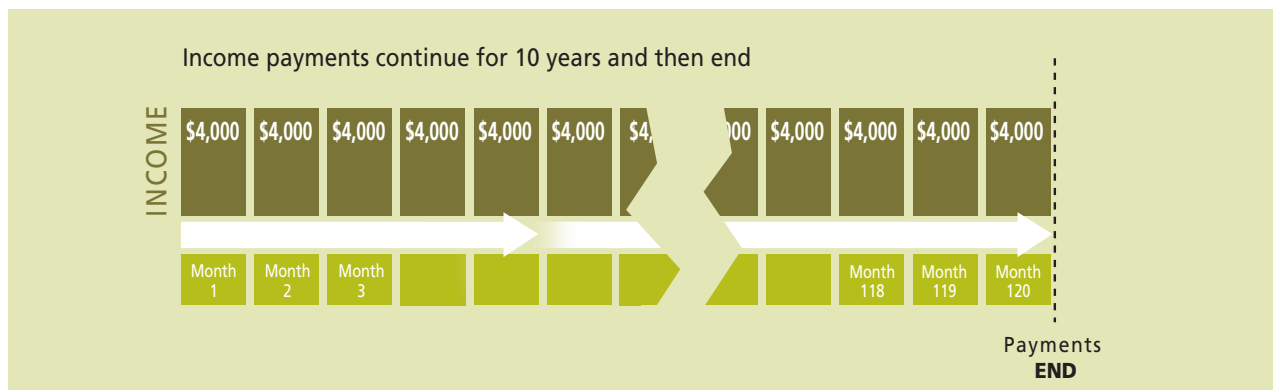 Income payments continue for 10 years and then end
INCOME
$4,000 $4,000 $4,000 $4,000 $4,000 $4,000 $4, 000 $4,000 $4,000 $4,000 $4,000
Month 1 Month 2 Month 3 Month 118 Month 119 Month 120
Payments
END